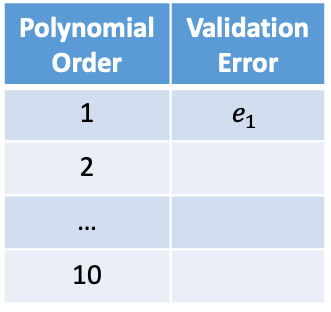 Polynomial Validation
Order Error
1 e₁
2
...
10